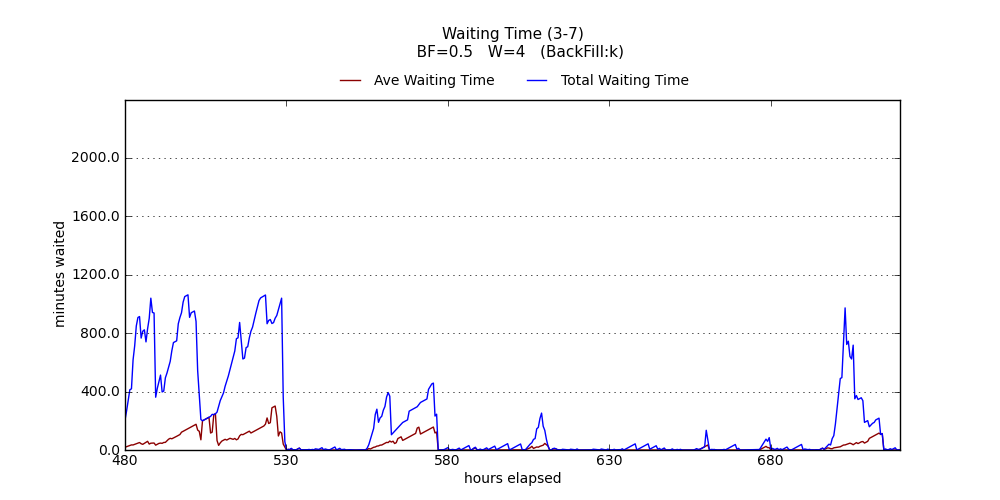 Waiting Time (3-7)
BF=0.5   W=4   (BackFill:k)
Ave Waiting Time   Total Waiting Time
2000.0
1600.0
1200.0
800.0
400.0
0.0
minutes waited
480   530   580   630   680
hours elapsed